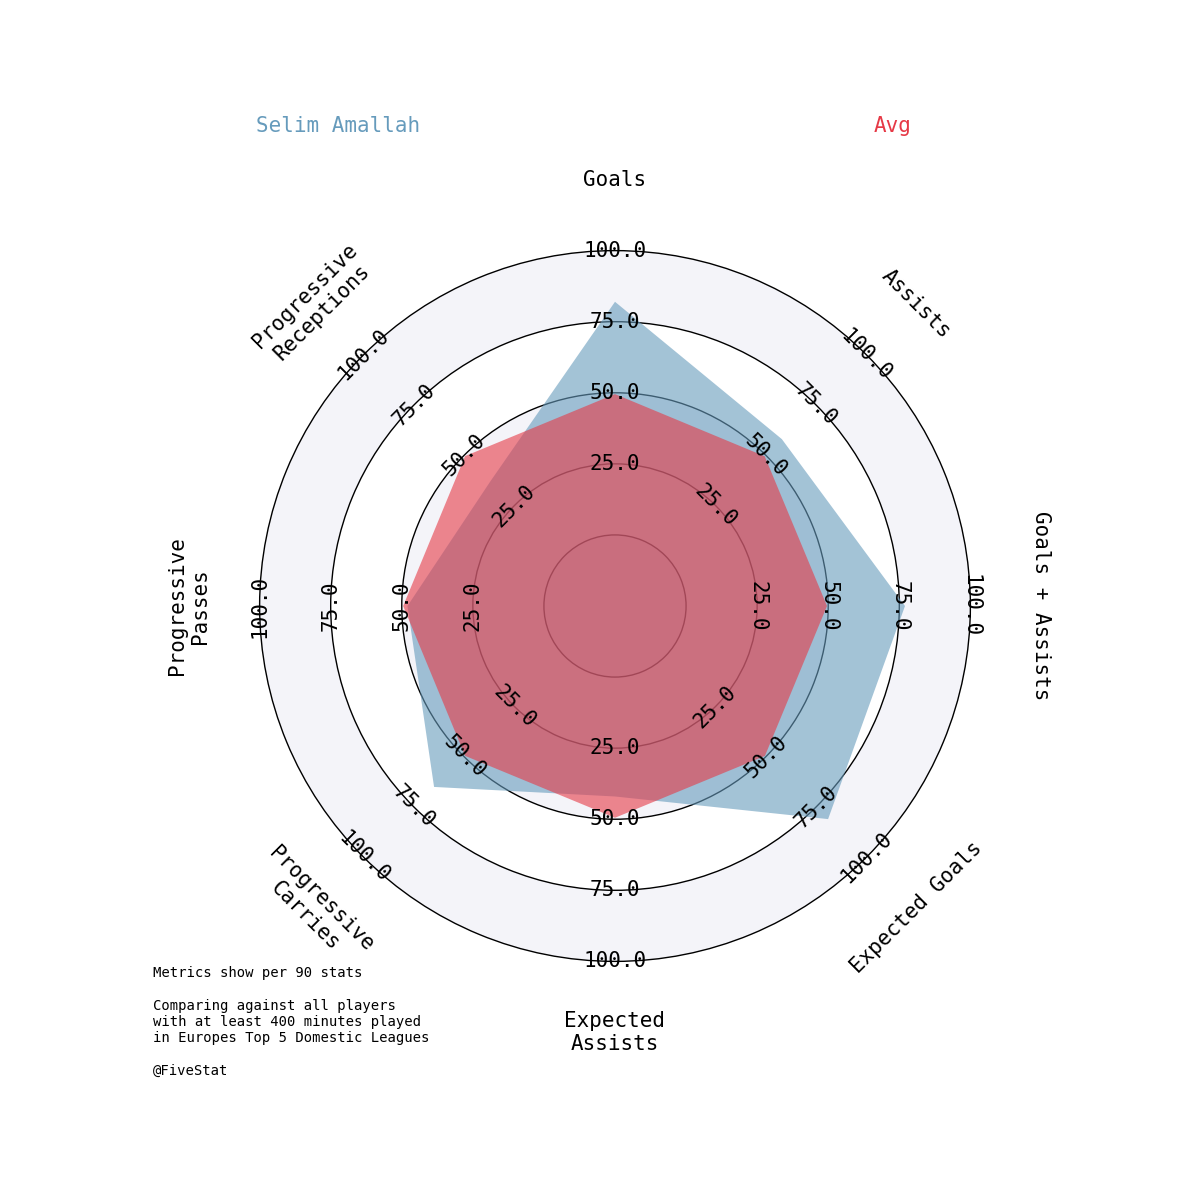 Selim Amallah
Avg
Goals
Assists
Goals + Assists
Expected Goals
Expected
Assists
Progressive
Carries
Progressive
Passes
Progressive
Receptions
100.0
75.0
50.0
25.0
100.0
75.0
50.0
25.0
100.0
75.0
50.0
25.0
100.0
75.0
50.0
25.0
100.0
75.0
50.0
25.0
100.0
75.0
50.0
25.0
100.0
75.0
50.0
25.0
100.0
75.0
50.0
25.0
Metrics show per 90 stats
Comparing against all players
with at least 400 minutes played
in Europes Top 5 Domestic Leagues
@FiveStat